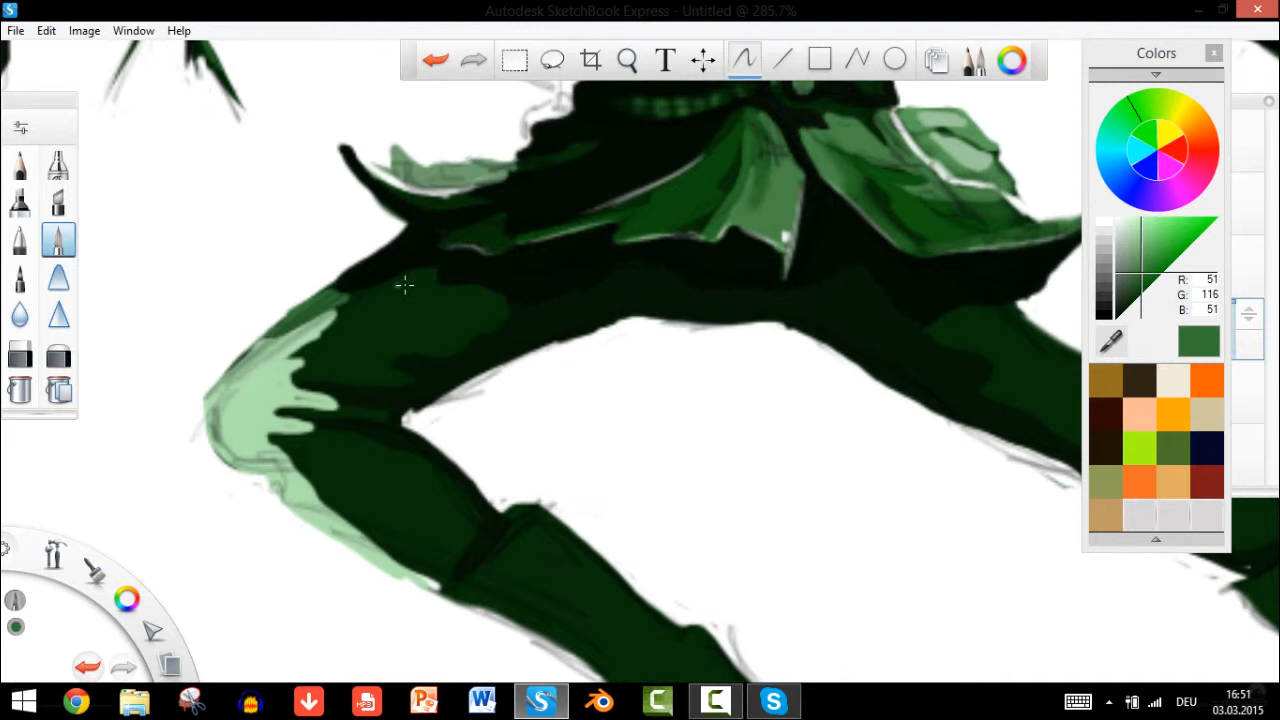 Autodesk SketchBook Express - Untitled @ 285.7%
File Edit Image Window Help
T
Colors
R: 51
G: 116
B: 51
DEU
16:51
03.03.2015